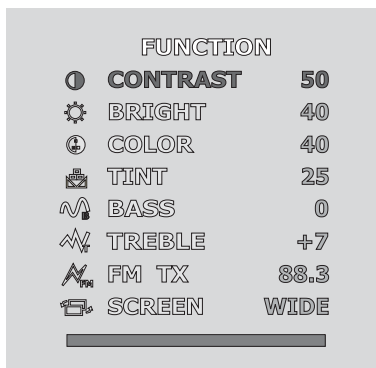 FUNCTION
CONTRAST 50
BRIGHT 40
COLOR 40
TINT 25
B BASS 0
T TREBLE +7
FM FM TX 88.3
SCREEN WIDE